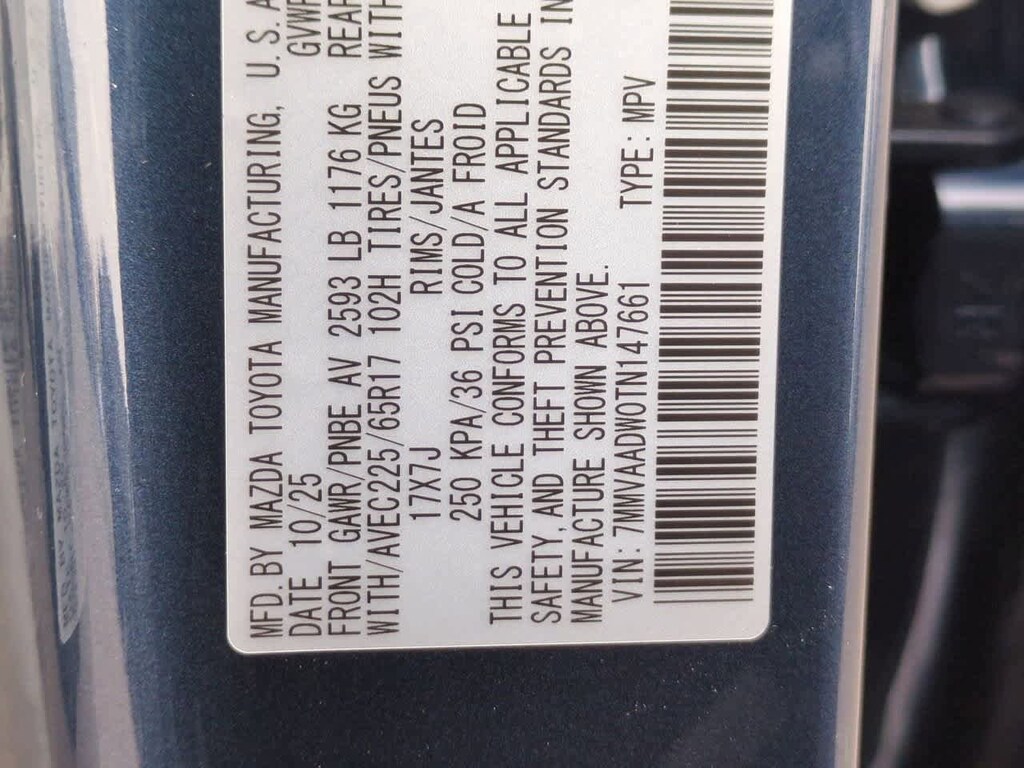 MFD. BY MAZDA TOYOTA MANUFACTURING, U. S. A
DATE 10/25 GVWR
FRONT GAWR/PNBE AV 2593 LB 1176 KG REAR
WITH/AVEC225/65R17 102H TIRES/PNEUS WITH
17X7J RIMS/JANTES
250 KPA/36 PSI COLD/A FROID
THIS VEHICLE CONFORMS TO ALL APPLICABLE
SAFETY, AND THEFT PREVENTION STANDARDS IN
MANUFACTURE SHOWN ABOVE.
VIN: 7MMVAADW0TN147661 TYPE: MPV